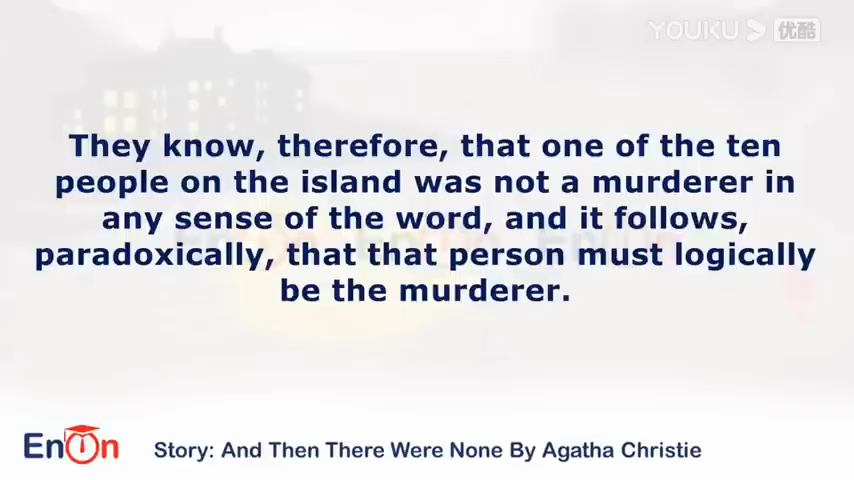 YOUKU 优酷
They know, therefore, that one of the ten
people on the island was not a murderer in
any sense of the word, and it follows,
paradoxically, that that person must logically
be the murderer.
EnOn
Story: And Then There Were None By Agatha Christie